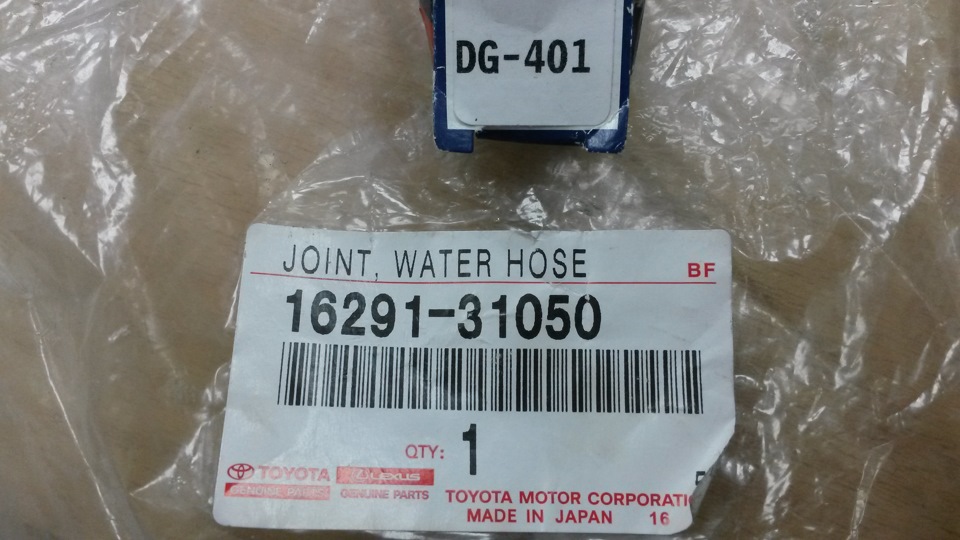 DG-401
JOINT, WATER HOSE
BF
16291-31050
QTY: 1
TOYOTA
GENUINE PARTS
LEXUS
GENUINE PARTS
TOYOTA MOTOR CORPORATI
MADE IN JAPAN 16